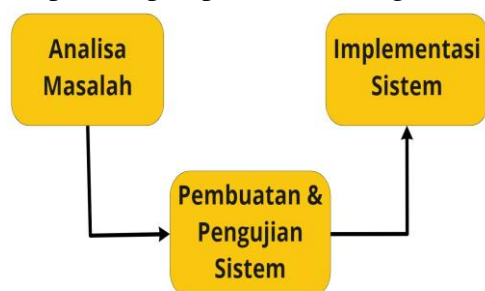 Analisa
Masalah
Implementasi
Sistem
Pembuatan &
Pengujian
Sistem